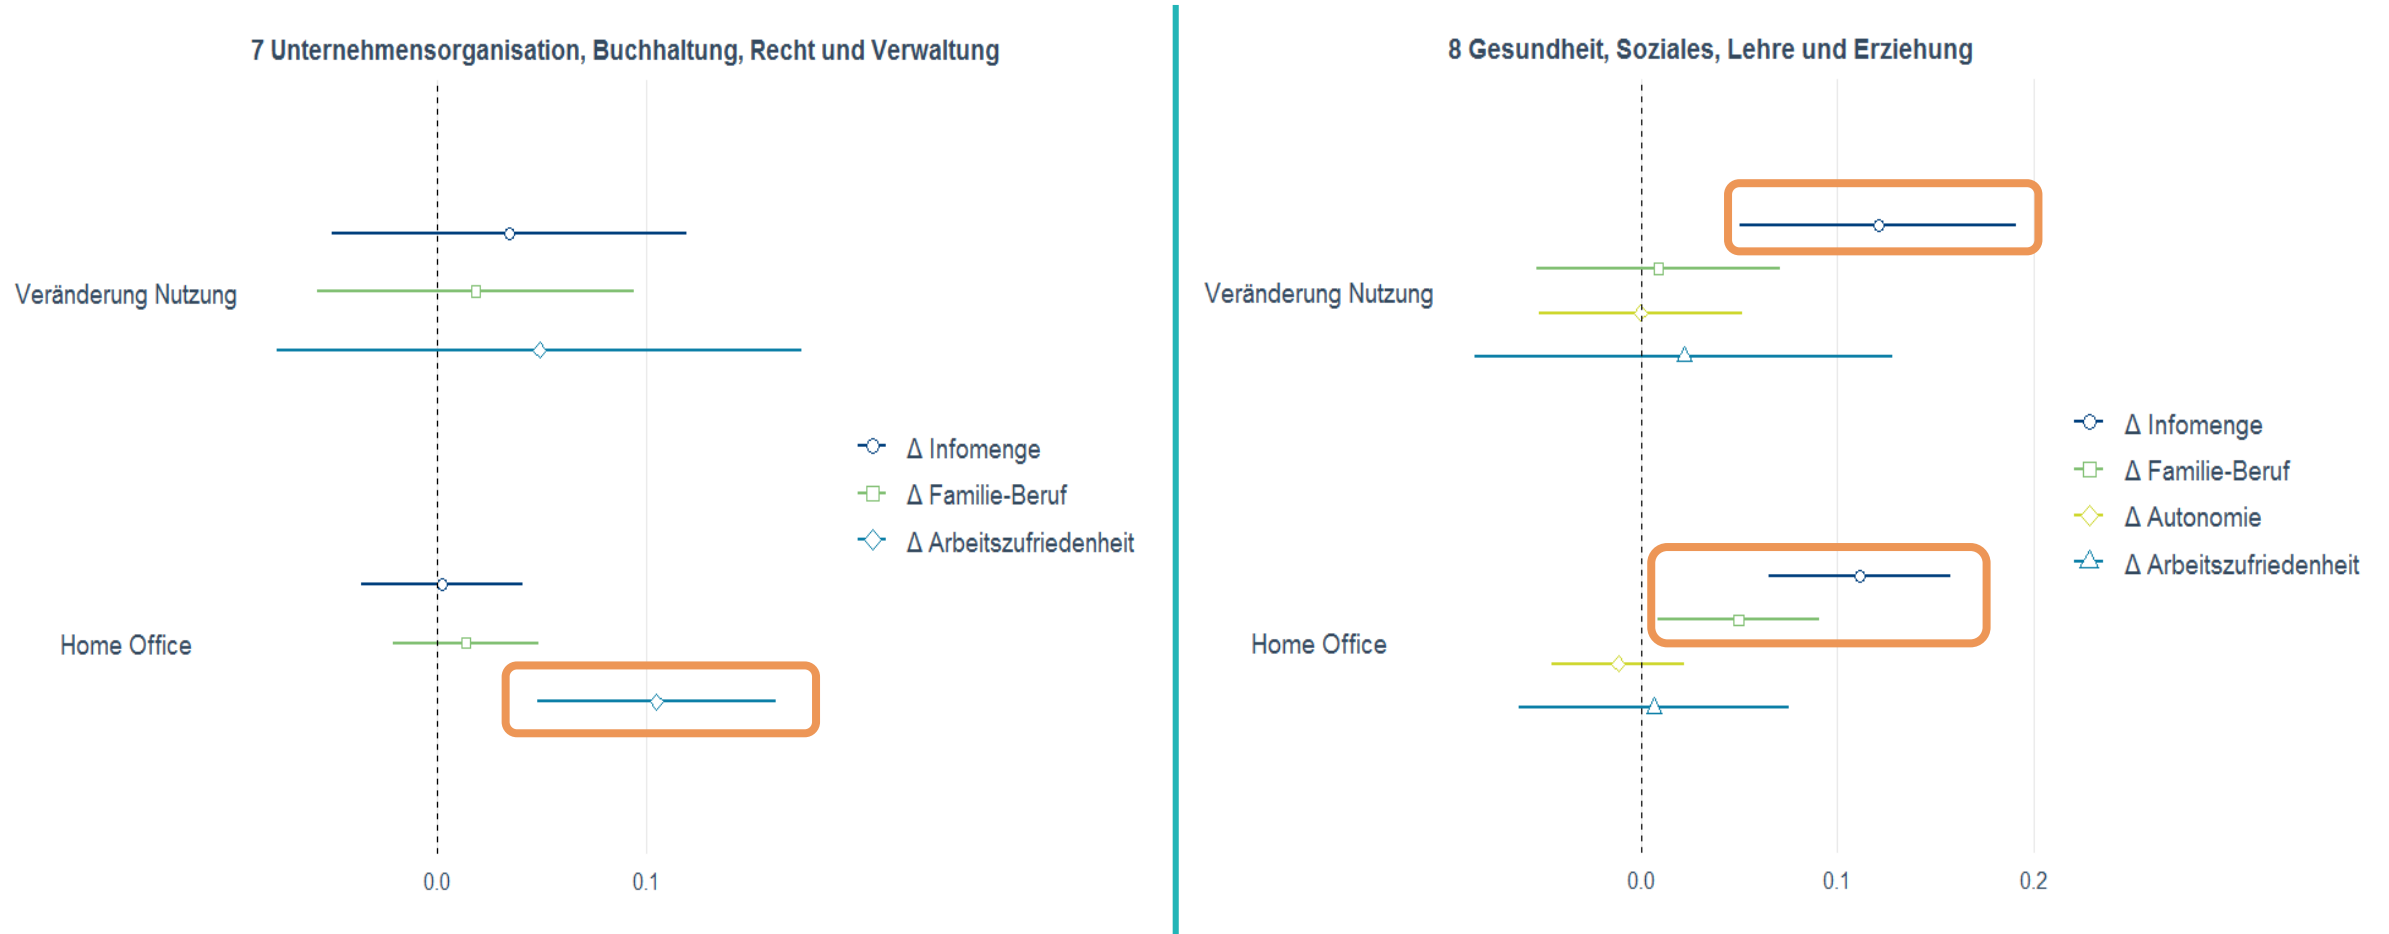 7 Unternehmensorganisation, Buchhaltung, Recht und Verwaltung
Veränderung Nutzung
Home Office
Δ Infomenge
Δ Familie-Beruf
Δ Arbeitszufriedenheit
0.0
0.1
8 Gesundheit, Soziales, Lehre und Erziehung
Veränderung Nutzung
Home Office
Δ Infomenge
Δ Familie-Beruf
Δ Autonomie
Δ Arbeitszufriedenheit
0.0
0.1
0.2